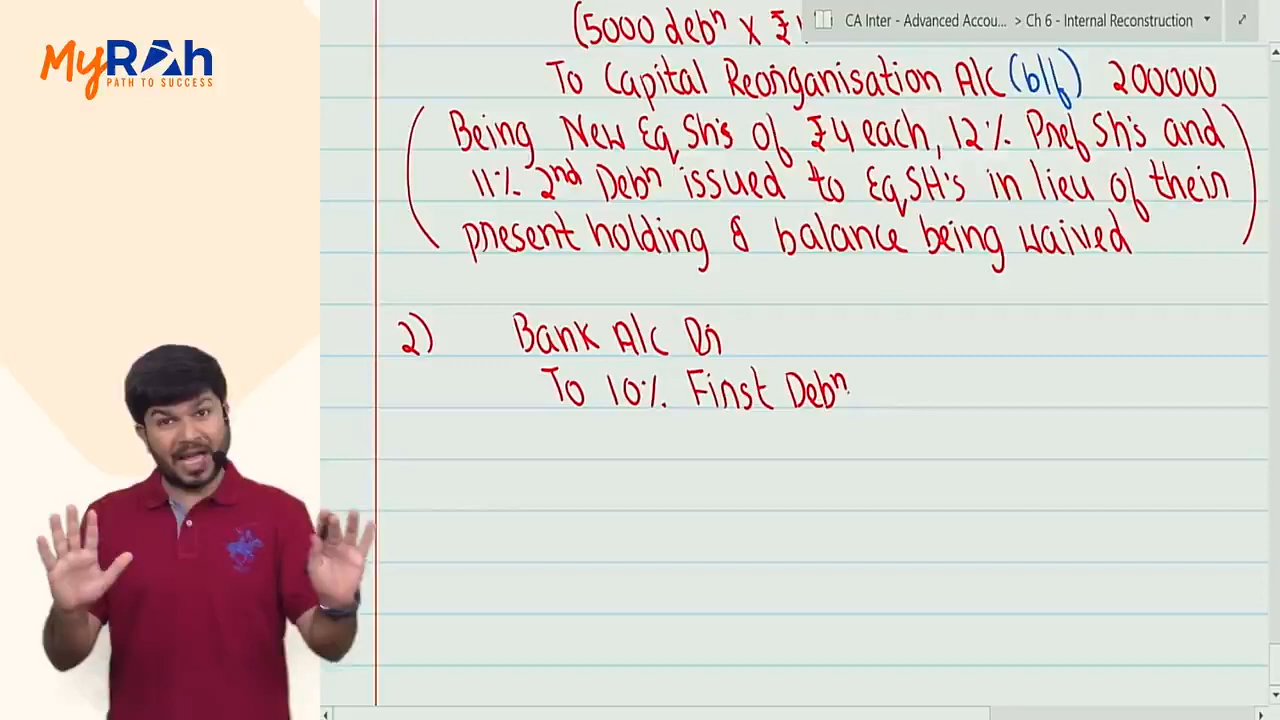 MyRAh
PATH TO SUCCESS
CA Inter - Advanced Accou... > Ch 6 - Internal Reconstruction
(5000 debⁿ x ₹
To Capital Reorganisation A/c (b/f) 200000
(Being New Eq Sh's of ₹4 each, 12% Pref Sh's and
11% 2nd Debⁿ issued to Eq SH's in lieu of their
present holding & balance being waived)
2) Bank A/c Dr
To 10% First Debⁿ